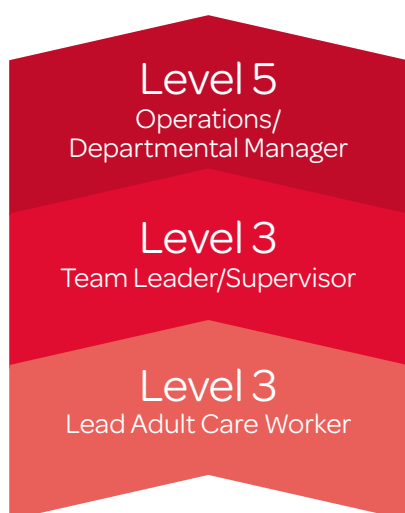 Level 5
Operations/
Departmental Manager
Level 3
Team Leader/Supervisor
Level 3
Lead Adult Care Worker